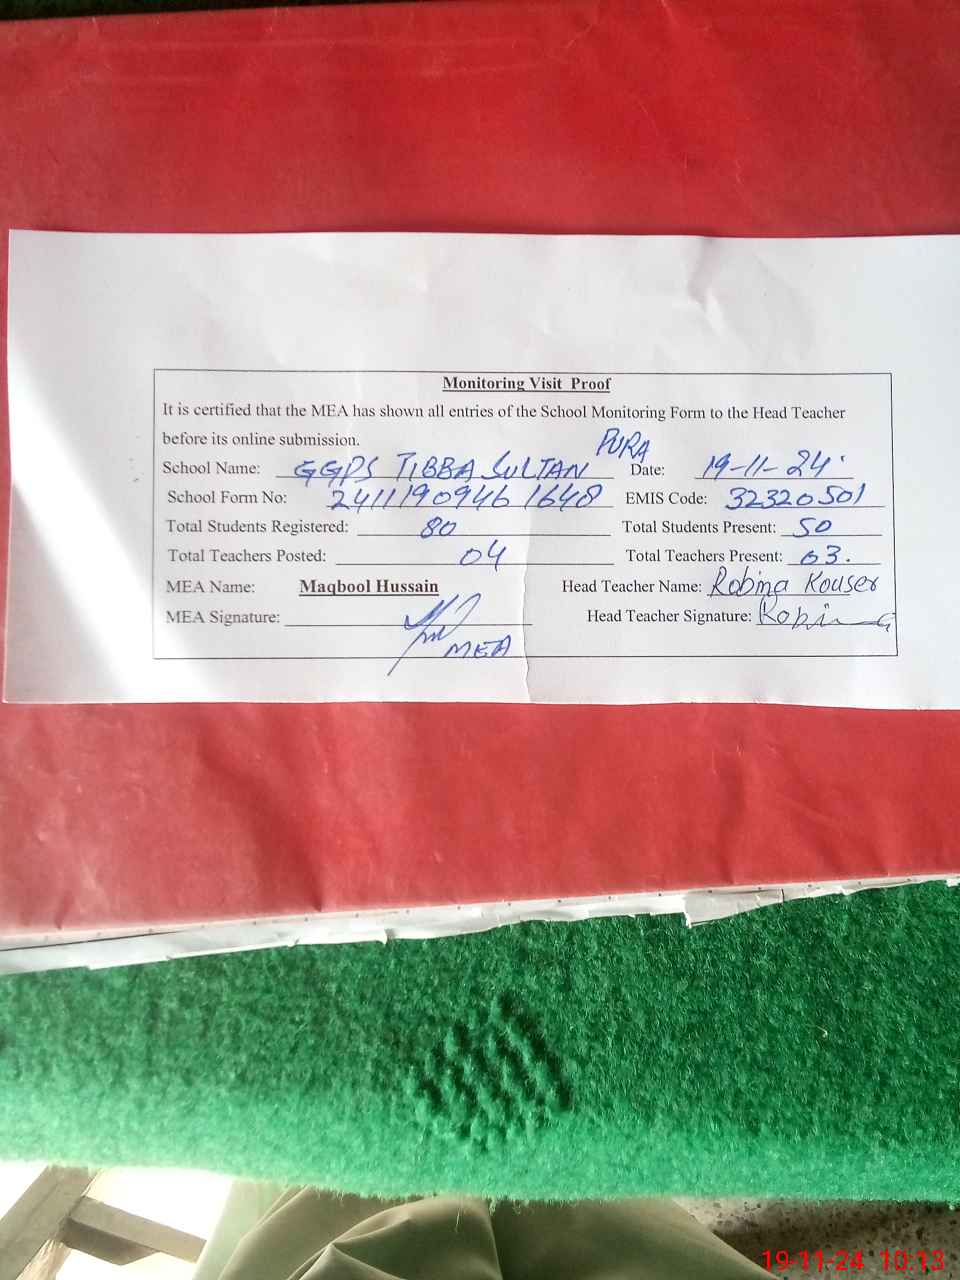 Monitoring Visit Proof
It is certified that the MEA has shown all entries of the School Monitoring Form to the Head Teacher
before its online submission.
School Name: GGPS TIBBA SULTAN PURA Date: 19-11-24
School Form No: 24111909461648 EMIS Code: 32320501
Total Students Registered: 80 Total Students Present: 50
Total Teachers Posted: 04 Total Teachers Present: 03.
MEA Name: Maqbool Hussain Head Teacher Name: Robina Kouser
MEA Signature: Head Teacher Signature: Robina
MEA
19-11-24 10:13